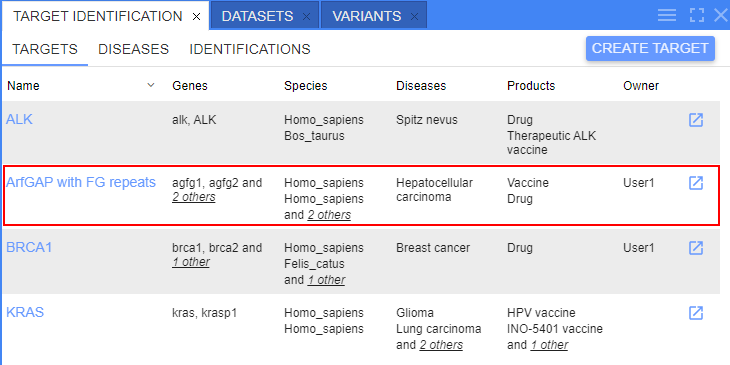 TARGET IDENTIFICATION × DATASETS × VARIANTS ×
TARGETS DISEASES IDENTIFICATIONS CREATE TARGET
Name Genes Species Diseases Products Owner
ALK alk, ALK Homo_sapiens Spitz nevus Drug
Bos_taurus Therapeutic ALK
vaccine
ArfGAP with FG repeats agfg1, agfg2 and Homo_sapiens Hepatocellular Vaccine User1
2 others Homo_sapiens carcinoma Drug
and 2 others
BRCA1 brca1, brca2 and Homo_sapiens Breast cancer Drug User1
1 other Felis_catus
and 1 other
KRAS kras, krasp1 Homo_sapiens Glioma HPV vaccine
Homo_sapiens Lung carcinoma INO-5401 vaccine
and 2 others and 1 other